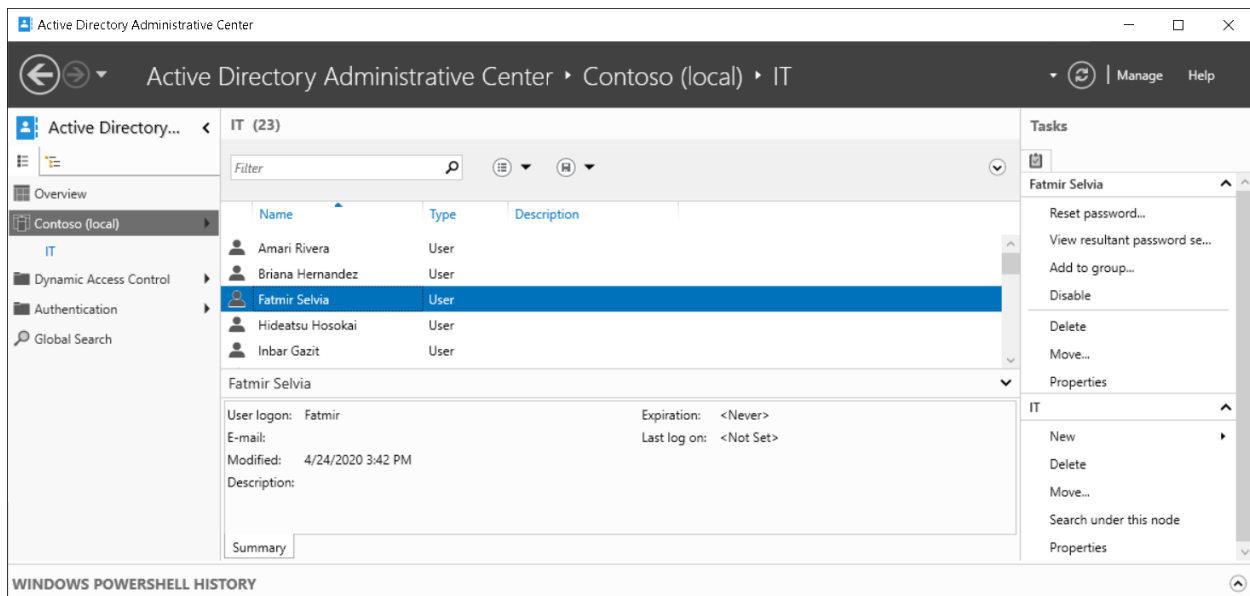 Active Directory Administrative Center
Active Directory Administrative Center • Contoso (local) • IT
Manage Help
Active Directory...
Overview
Contoso (local)
IT
Dynamic Access Control
Authentication
Global Search
IT (23)
Filter
Name Type Description
Amari Rivera User
Briana Hernandez User
Fatmir Selvia User
Hideatsu Hosokai User
Inbar Gazit User
Fatmir Selvia
User logon: Fatmir Expiration: <Never>
E-mail: Last log on: <Not Set>
Modified: 4/24/2020 3:42 PM
Description:
Summary
Tasks
Fatmir Selvia
Reset password...
View resultant password se...
Add to group...
Disable
Delete
Move...
Properties
IT
New
Delete
Move...
Search under this node
Properties
WINDOWS POWERSHELL HISTORY